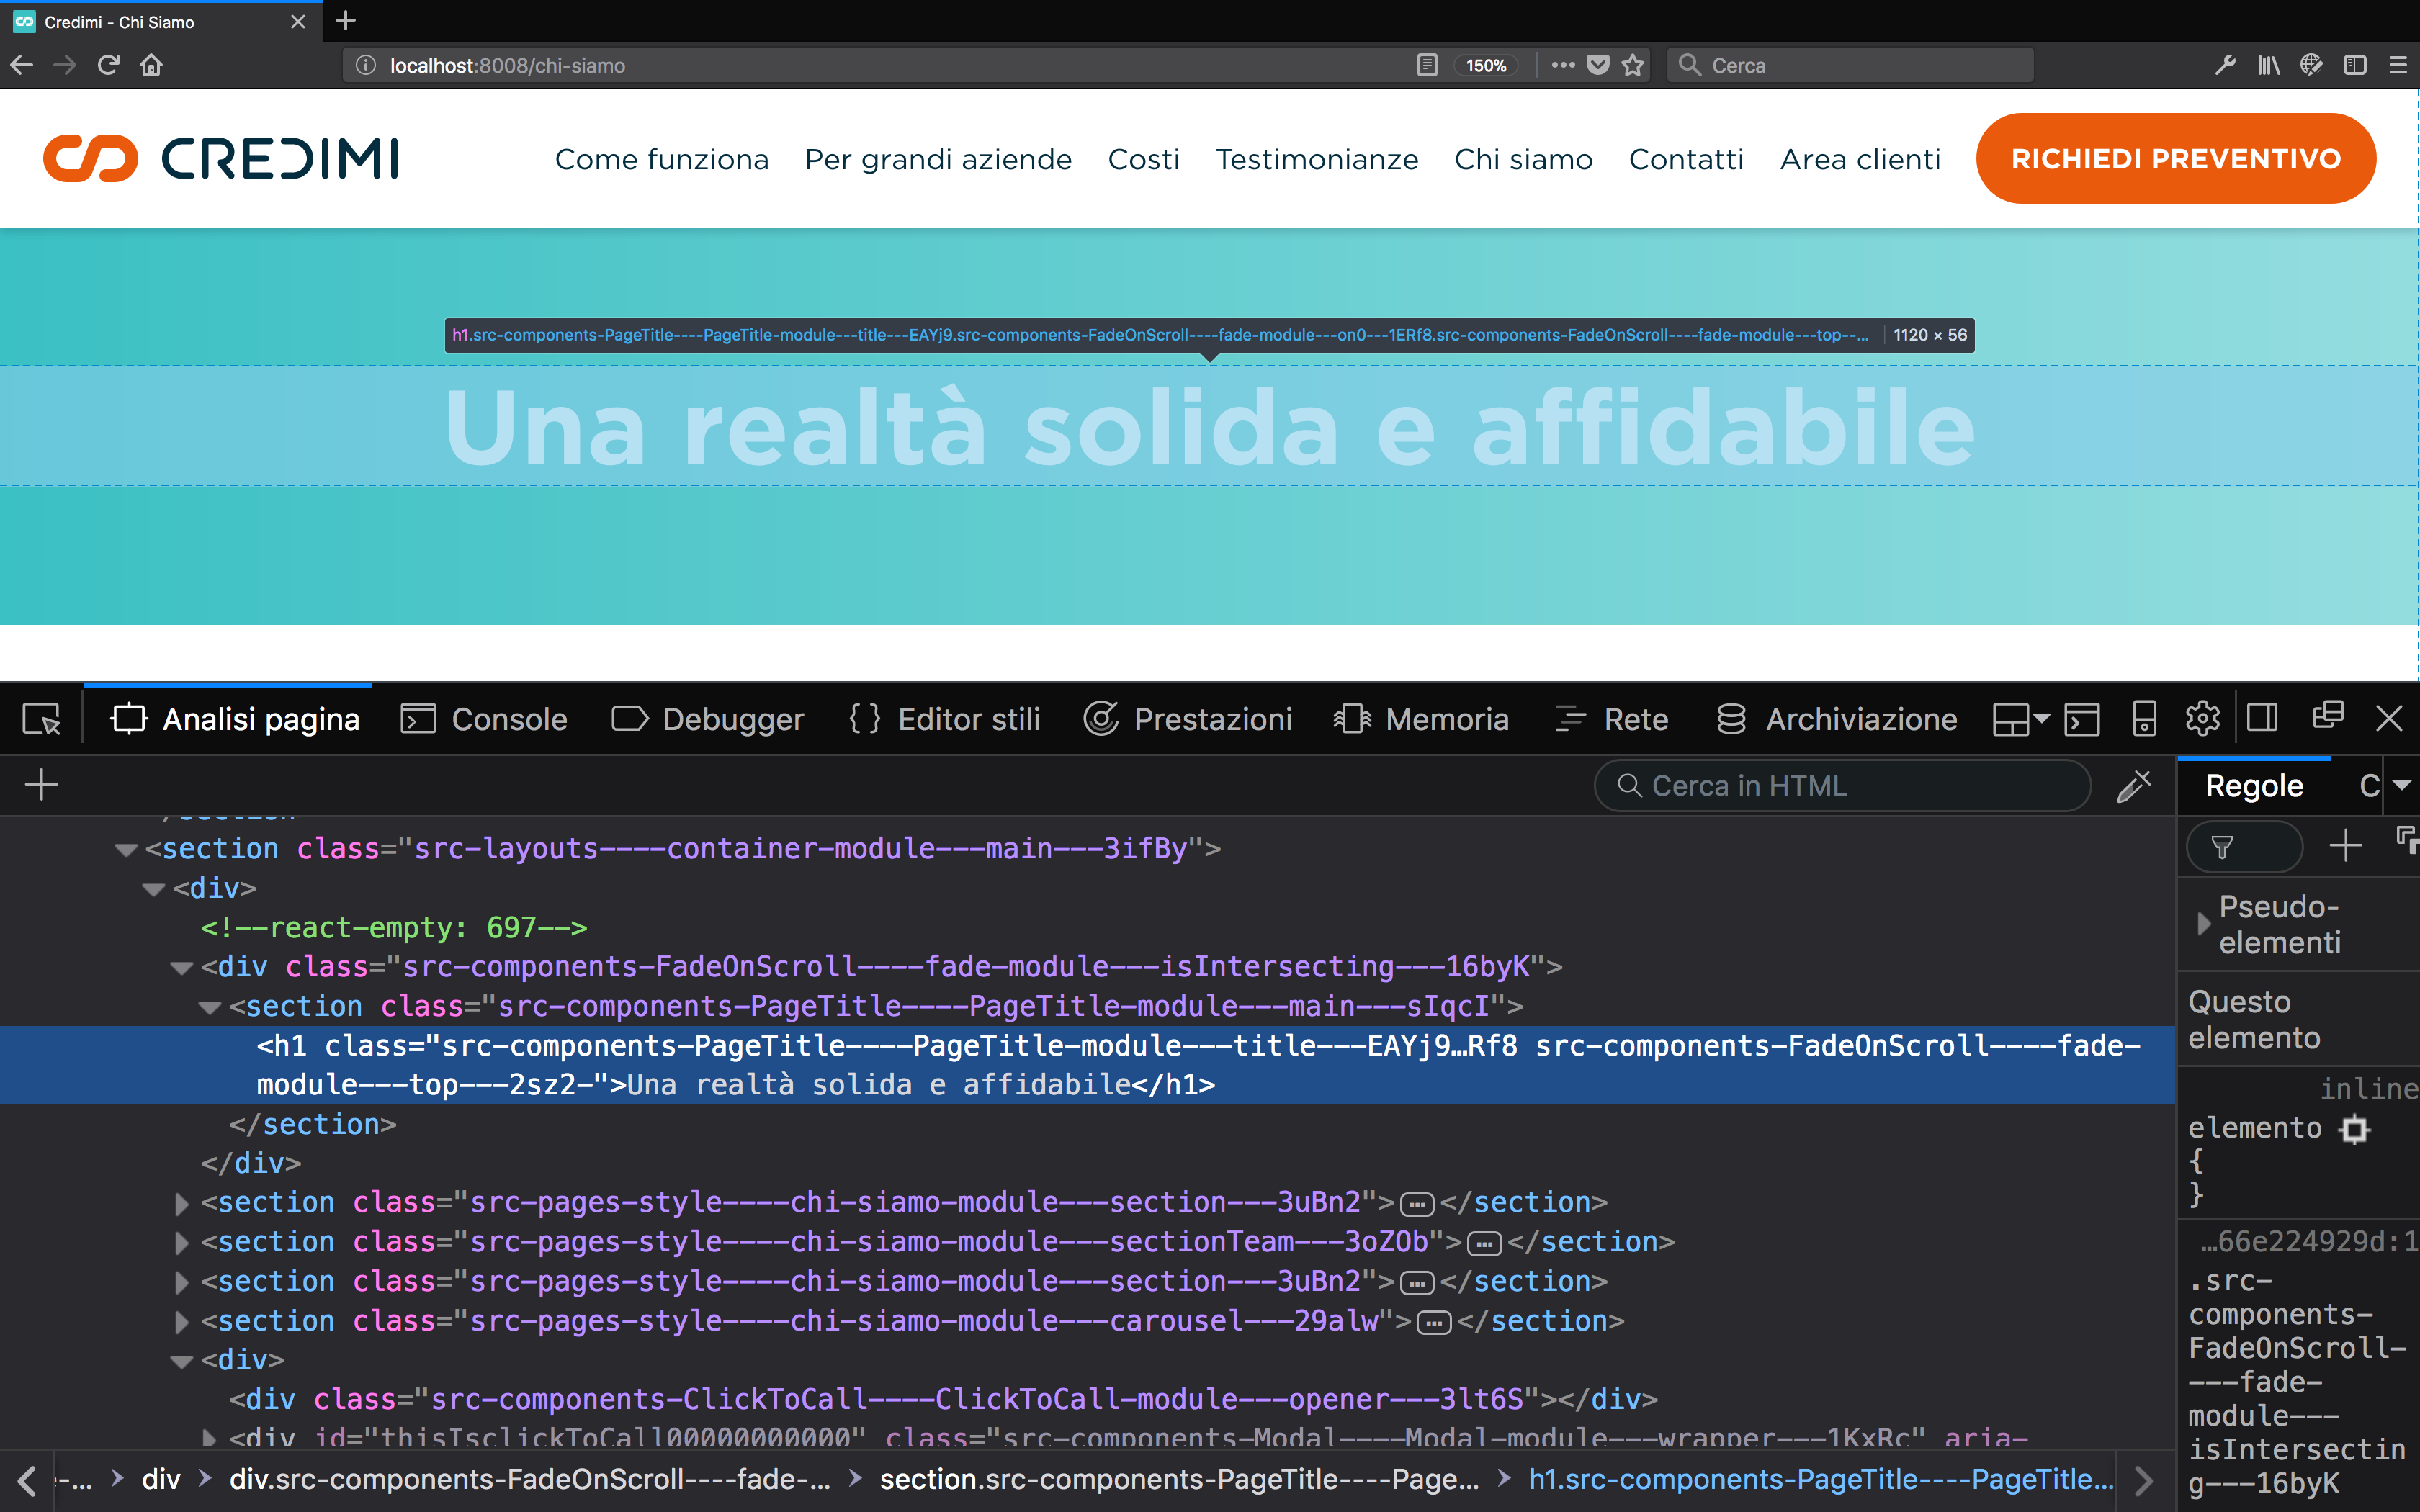 Credimi - Chi Siamo
localhost:8008/chi-siamo
150%
Cerca
CREDIMI
Come funziona Per grandi aziende Costi Testimonianze Chi siamo Contatti Area clienti RICHIEDI PREVENTIVO
h1.src-components-PageTitle----PageTitle-module---title---EAYj9.src-components-FadeOnScroll----fade-module---on0---1ERf8.src-components-FadeOnScroll----fade-module---top--… 1120 × 56
Una realtà solida e affidabile
Analisi pagina Console Debugger Editor stili Prestazioni Memoria Rete Archiviazione
Cerca in HTML
Regole C
<section class="src-layouts----container-module---main---3ifBy">
<div>
<!--react-empty: 697-->
<div class="src-components-FadeOnScroll----fade-module---isIntersecting---16byK">
<section class="src-components-PageTitle----PageTitle-module---main---sIqcI">
<h1 class="src-components-PageTitle----PageTitle-module---title---EAYj9…Rf8 src-components-FadeOnScroll----fade-
module---top---2sz2-">Una realtà solida e affidabile</h1>
</section>
</div>
<section class="src-pages-style----chi-siamo-module---section---3uBn2">…</section>
<section class="src-pages-style----chi-siamo-module---sectionTeam---3oZOb">…</section>
<section class="src-pages-style----chi-siamo-module---section---3uBn2">…</section>
<section class="src-pages-style----chi-siamo-module---carousel---29alw">…</section>
<div>
<div class="src-components-ClickToCall----ClickToCall-module---opener---3lt6S"></div>
<div id="thisIsclickToCall00000000000" class="src-components-Modal----Modal-module---wrapper---1KxRc" aria-
Pseudo-
elementi
Questo
elemento
inline
elemento
{
}
…66e224929d:1
.src-
components-
FadeOnScroll-
---fade-
module---
isIntersectin
g---16byK
-… div div.src-components-FadeOnScroll----fade-… section.src-components-PageTitle----Page… h1.src-components-PageTitle----PageTitle…